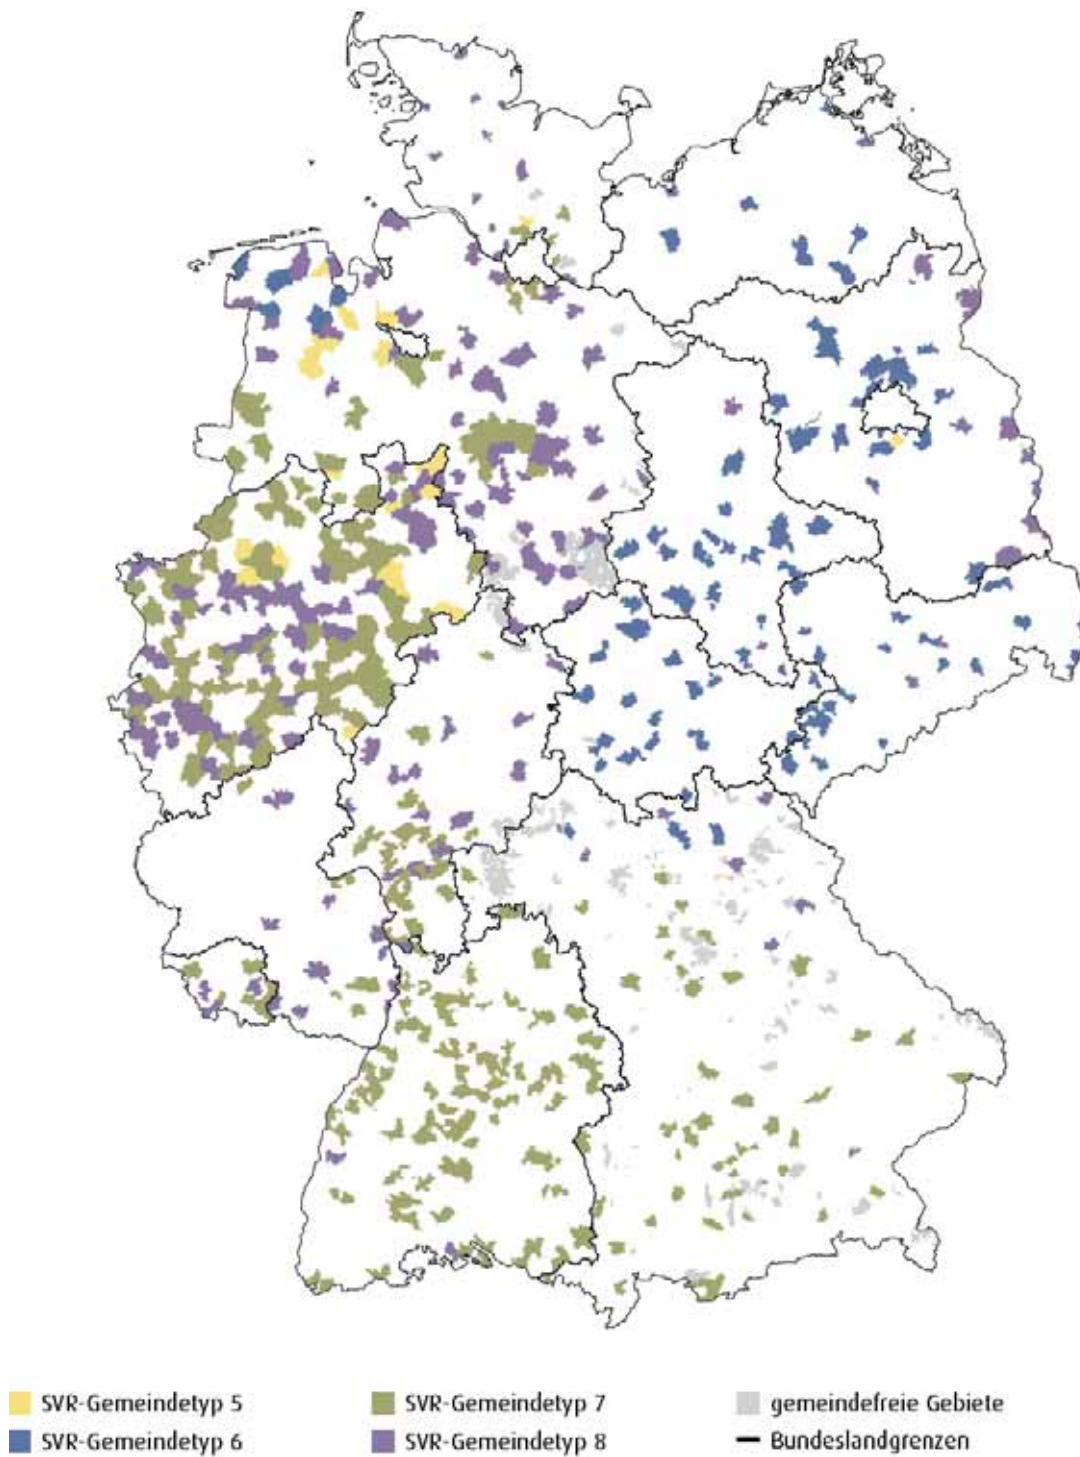 SVR-Gemeindetyp 5
SVR-Gemeindetyp 6
SVR-Gemeindetyp 7
SVR-Gemeindetyp 8
gemeindefreie Gebiete
Bundeslandgrenzen